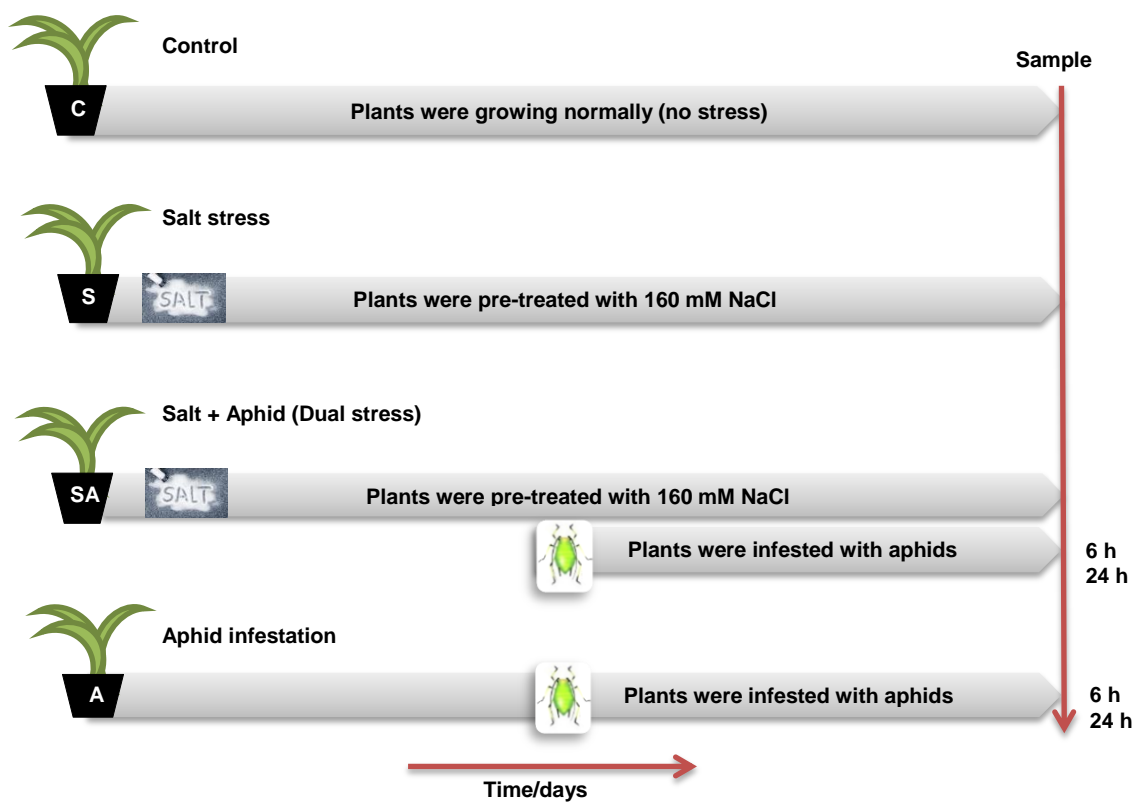 Control
Sample
C
Plants were growing normally (no stress)
Salt stress
S
SALT
Plants were pre-treated with 160 mM NaCl
Salt + Aphid (Dual stress)
SA
SALT
Plants were pre-treated with 160 mM NaCl
Plants were infested with aphids
6 h
24 h
Aphid infestation
A
Plants were infested with aphids
6 h
24 h
Time/days